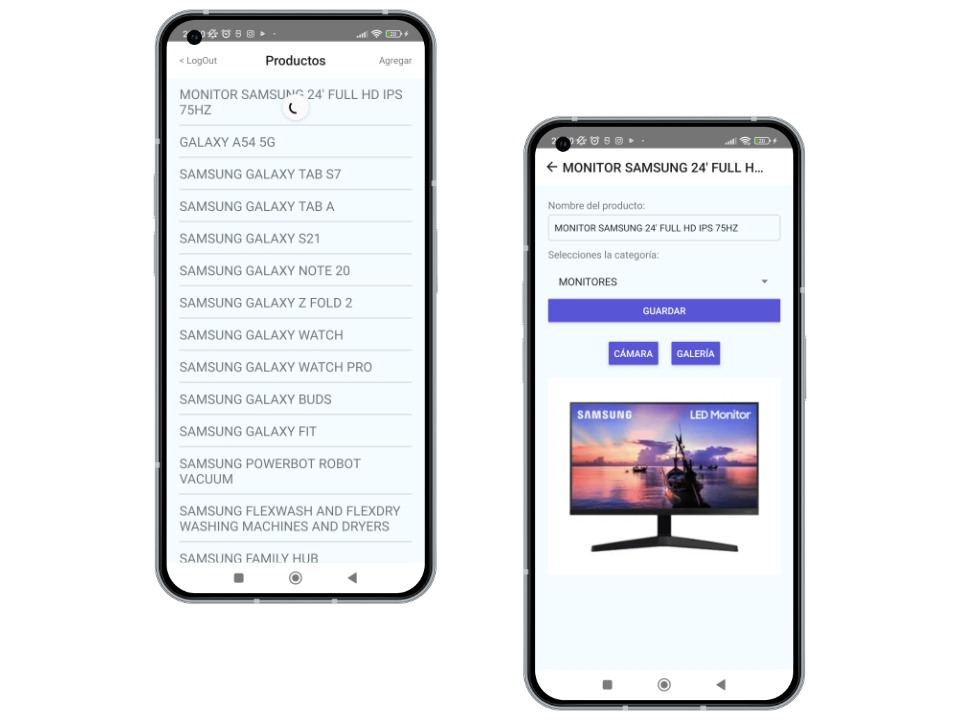 < LogOut
Productos
Agregar
MONITOR SAMSUNG 24' FULL HD IPS
75HZ
GALAXY A54 5G
SAMSUNG GALAXY TAB S7
SAMSUNG GALAXY TAB A
SAMSUNG GALAXY S21
SAMSUNG GALAXY NOTE 20
SAMSUNG GALAXY Z FOLD 2
SAMSUNG GALAXY WATCH
SAMSUNG GALAXY WATCH PRO
SAMSUNG GALAXY BUDS
SAMSUNG GALAXY FIT
SAMSUNG POWERBOT ROBOT
VACUUM
SAMSUNG FLEXWASH AND FLEXDRY
WASHING MACHINES AND DRYERS
SAMSUNG FAMILY HUB
MONITOR SAMSUNG 24' FULL H...
Nombre del producto:
MONITOR SAMSUNG 24' FULL HD IPS 75HZ
Selecciones la categoría:
MONITORES
GUARDAR
CÁMARA
GALERÍA
SAMSUNG
LED Monitor